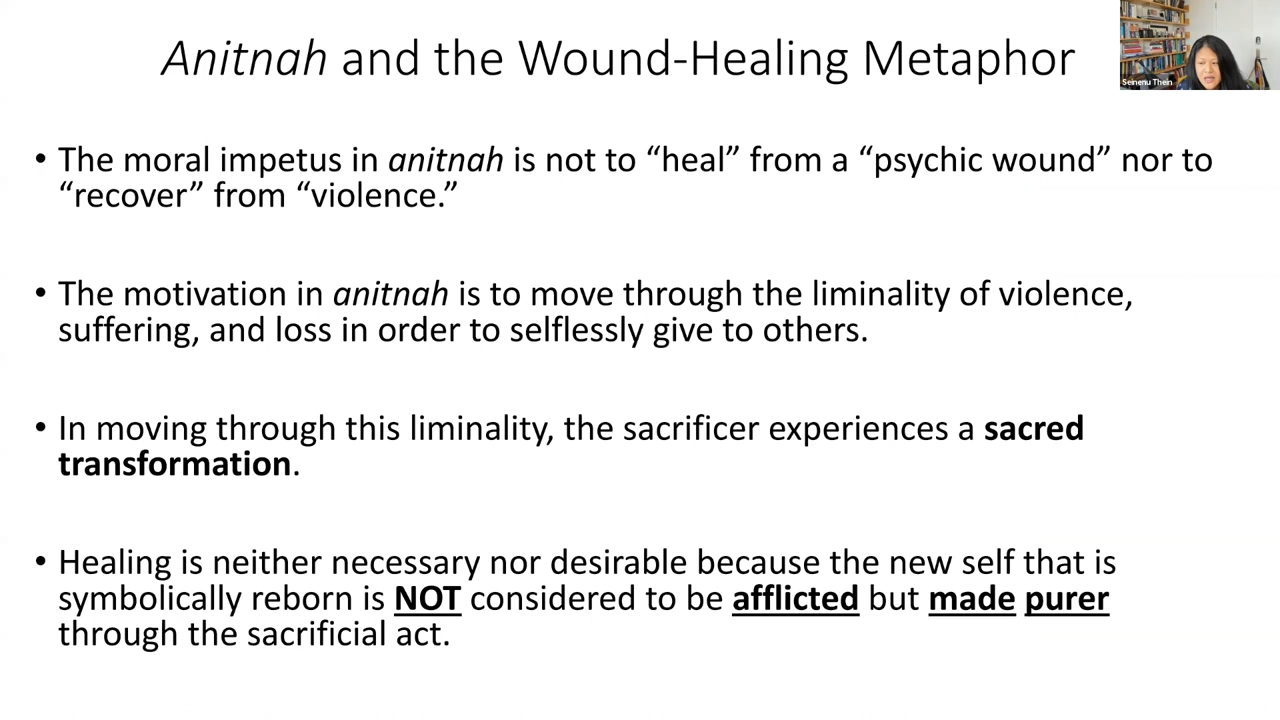 Anitnah and the Wound-Healing Metaphor
Seinenu Thein
• The moral impetus in anitnah is not to “heal” from a “psychic wound” nor to
“recover” from “violence.”
• The motivation in anitnah is to move through the liminality of violence,
suffering, and loss in order to selflessly give to others.
• In moving through this liminality, the sacrificer experiences a sacred
transformation.
• Healing is neither necessary nor desirable because the new self that is
symbolically reborn is NOT considered to be afflicted but made purer
through the sacrificial act.